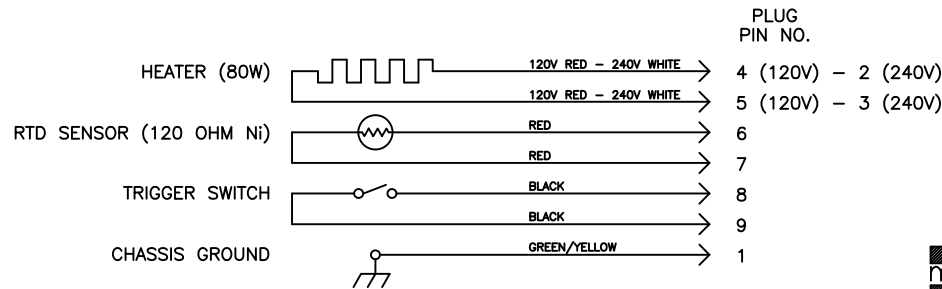 PLUG
PIN NO.
HEATER (80W) 120V RED – 240V WHITE 4 (120V) – 2 (240V)
120V RED – 240V WHITE 5 (120V) – 3 (240V)
RTD SENSOR (120 OHM Ni) RED 6
RED 7
TRIGGER SWITCH BLACK 8
BLACK 9
CHASSIS GROUND GREEN/YELLOW 1